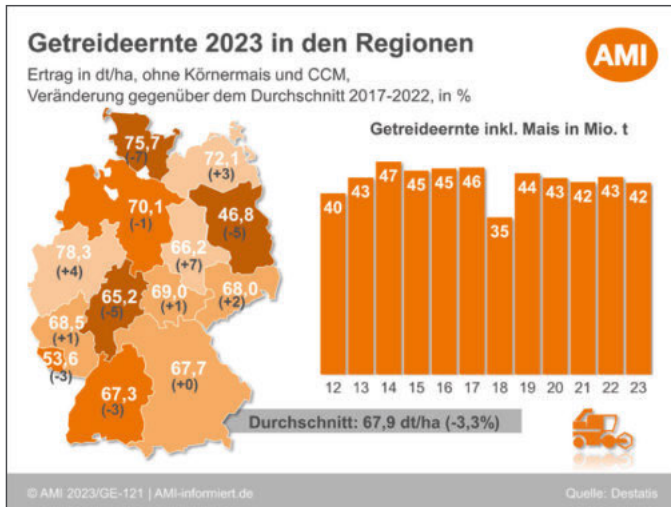 Getreideernte 2023 in den Regionen
AMI
Ertrag in dt/ha, ohne Körnermais und CCM,
Veränderung gegenüber dem Durchschnitt 2017-2022, in %
Getreideernte inkl. Mais in Mio. t
75,7
(-7)
72,1
(+3)
70,1
(-1)
46,8
(-5)
66,2
(+7)
78,3
(+4)
65,2
(-5)
69,0
(+1)
68,0
(+2)
68,5
(+1)
53,6
(-3)
67,3
(-3)
67,7
(+0)
40 43 47 45 45 46 35 44 43 42 43 42
12 13 14 15 16 17 18 19 20 21 22 23
Durchschnitt: 67,9 dt/ha (-3,3%)
© AMI 2023/GE-121 | AMI-informiert.de
Quelle: Destatis